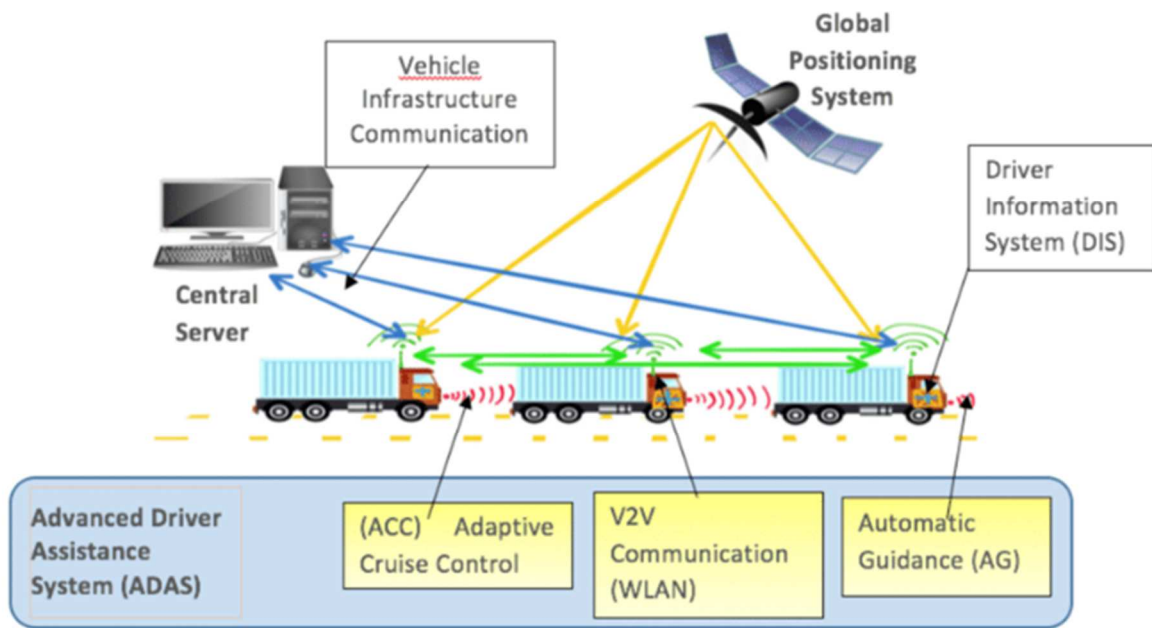 Global
Positioning
System
Vehicle
Infrastructure
Communication
Driver
Information
System (DIS)
Central
Server
Advanced Driver
Assistance
System (ADAS)
(ACC) Adaptive
Cruise Control
V2V
Communication
(WLAN)
Automatic
Guidance (AG)